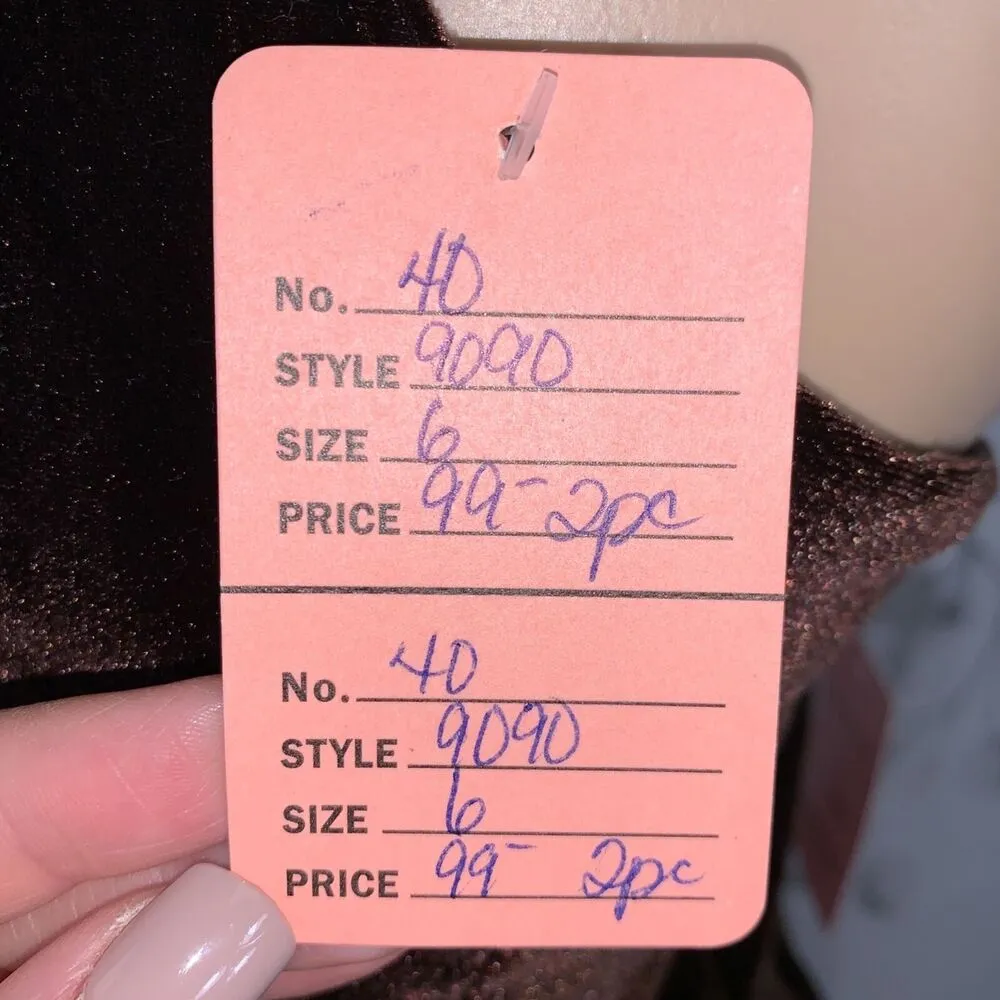 No. 40
STYLE 9090
SIZE 6
PRICE 99- 2pc
No. 40
STYLE 9090
SIZE 6
PRICE 99- 2pc